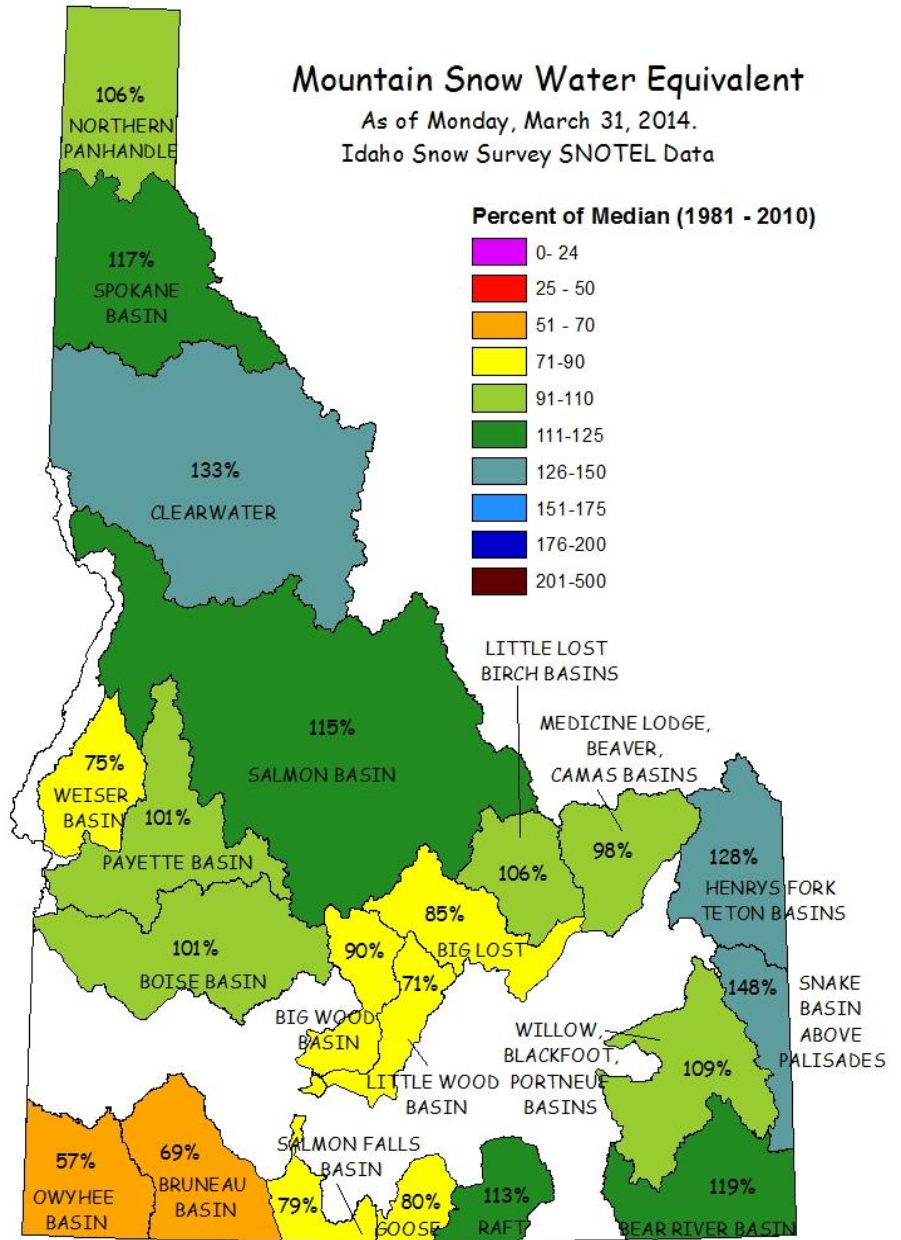 Mountain Snow Water Equivalent
As of Monday, March 31, 2014.
Idaho Snow Survey SNOTEL Data
Percent of Median (1981 - 2010)
0- 24
25 - 50
51 - 70
71-90
91-110
111-125
126-150
151-175
176-200
201-500
106%
NORTHERN
PANHANDLE
117%
SPOKANE
BASIN
133%
CLEARWATER
115%
SALMON BASIN
LITTLE LOST
BIRCH BASINS
106%
MEDICINE LODGE,
BEAVER,
CAMAS BASINS
98%
75%
WEISER
BASIN
101%
PAYETTE BASIN
128%
HENRYS FORK
TETON BASINS
101%
BOISE BASIN
85%
BIG LOST
90%
BIG WOOD
BASIN
71%
LITTLE WOOD
BASIN
148%
SNAKE
BASIN
ABOVE
PALISADES
WILLOW,
BLACKFOOT,
PORTNEUF
BASINS
109%
57%
OWYHEE
BASIN
69%
BRUNEAU
BASIN
SALMON FALLS
BASIN
79%
80%
GOOSE
113%
RAFT
119%
BEAR RIVER BASIN